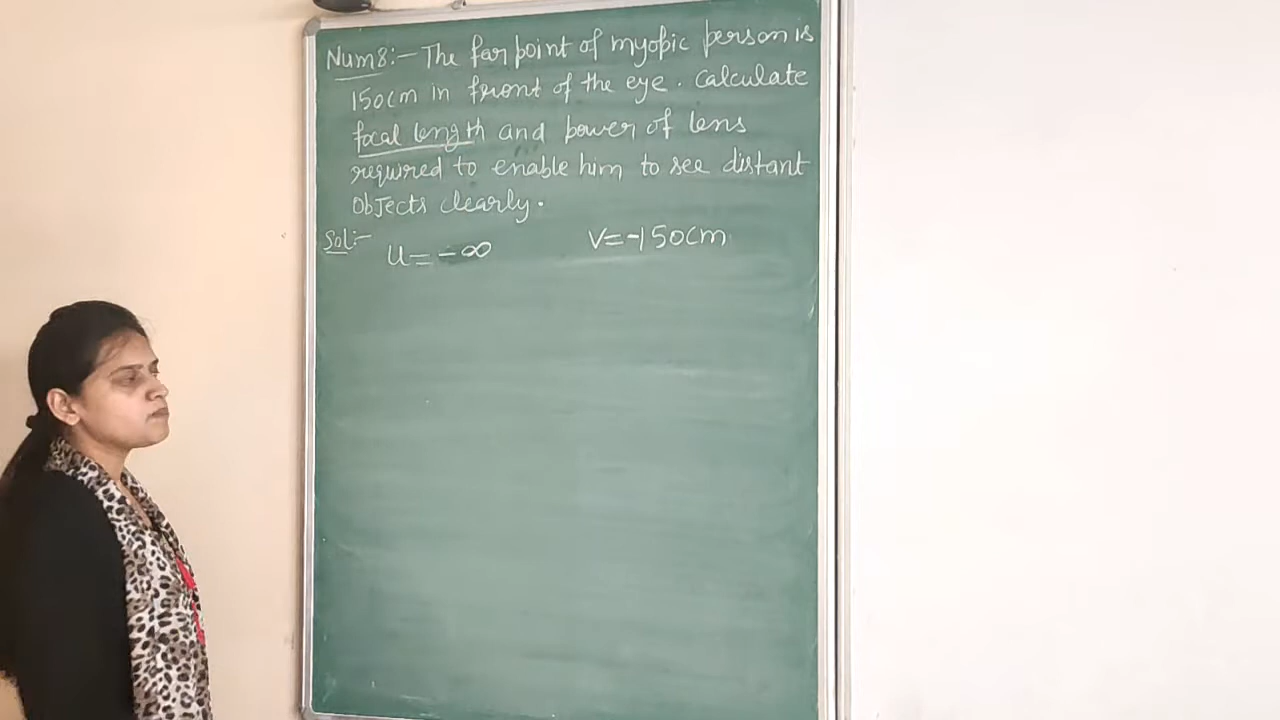 Num8:- The far point of myopic person is
150cm in front of the eye. Calculate
focal length and power of lens
required to enable him to see distant
objects clearly.
Sol:- u=-∞ v=-150cm